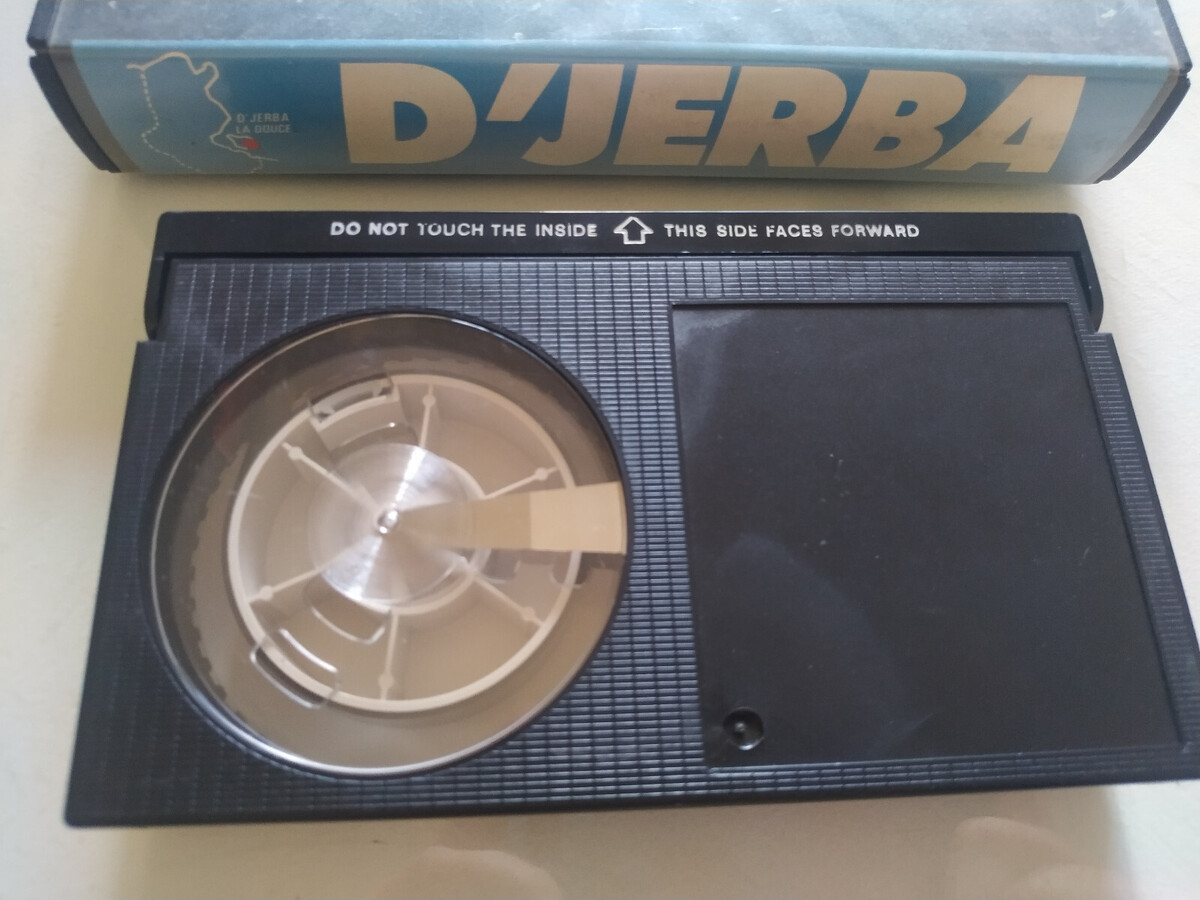 D'JERBA
LA DOUCE
D'JERBA
DO NOT TOUCH THE INSIDE THIS SIDE FACES FORWARD